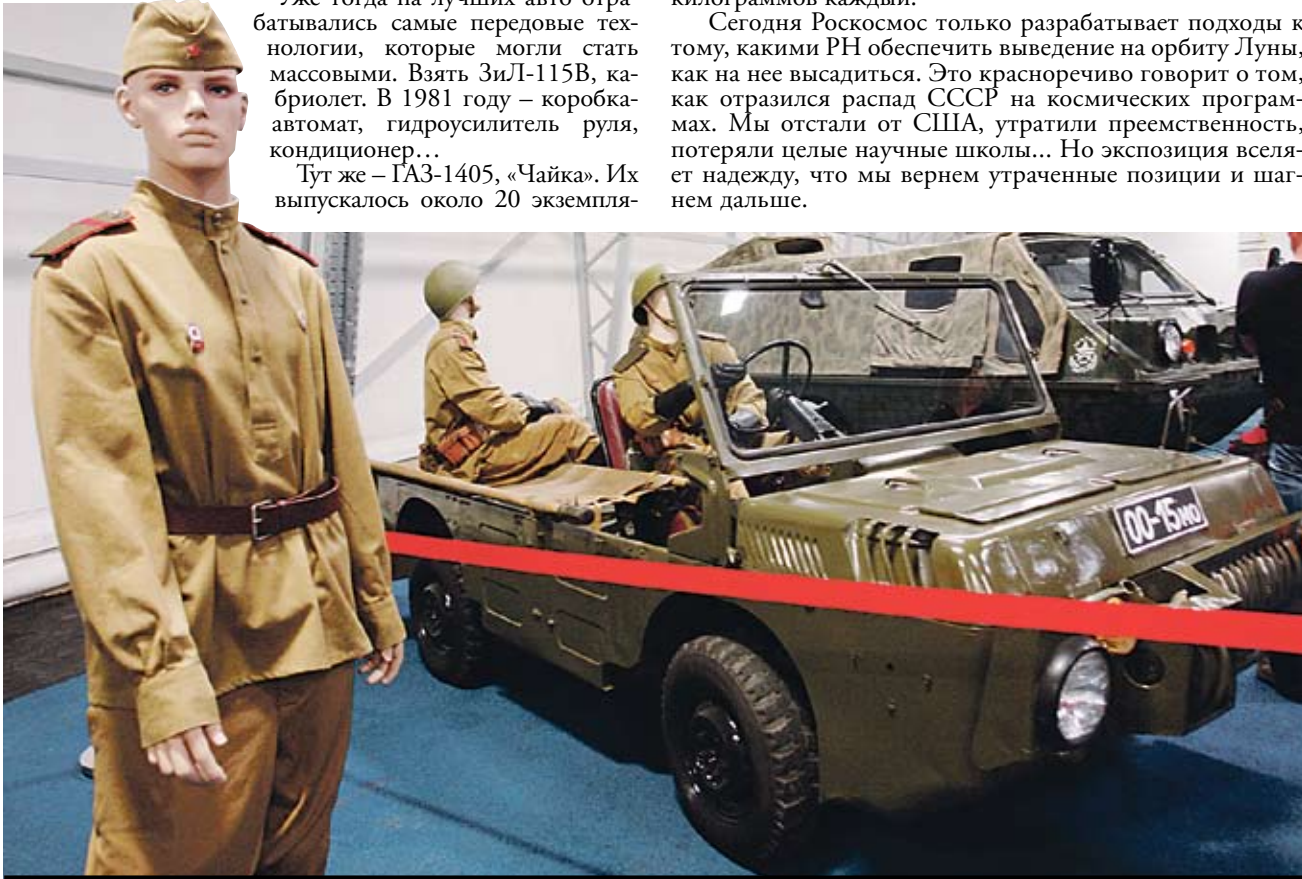 Уже тогда на лучших авто отра-
батывались самые передовые тех-
нологии, которые могли стать
массовыми. Взять ЗиЛ-115В, ка-
бриолет. В 1981 году – коробка-
автомат, гидроусилитель руля,
кондиционер…
Тут же – ГАЗ-1405, «Чайка». Их
выпускалось около 20 экземпля-
килограммов каждый.
Сегодня Роскосмос только разрабатывает подходы к
тому, какими РН обеспечить выведение на орбиту Луны,
как на нее высадиться. Это красноречиво говорит о том,
как отразился распад СССР на космических програм-
мах. Мы отстали от США, утратили преемственность,
потеряли целые научные школы... Но экспозиция вселя-
ет надежду, что мы вернем утраченные позиции и шаг-
нем дальше.
00-15МО